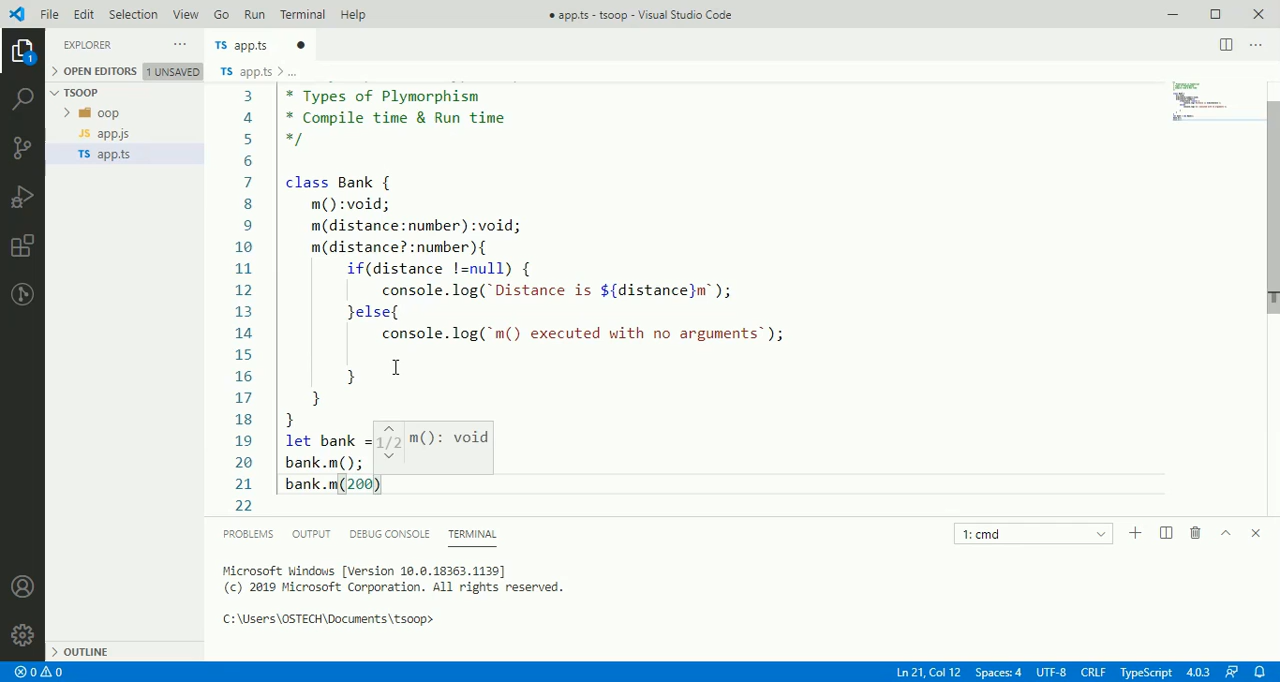 File Edit Selection View Go Run Terminal Help ● app.ts - tsoop - Visual Studio Code
EXPLORER ··· TS app.ts ●
OPEN EDITORS 1 UNSAVED TS app.ts > ...
TSOOP
oop
JS app.js
TS app.ts
1
3 * Types of Plymorphism
4 * Compile time & Run time
5 */
6
7 class Bank {
8 m():void;
9 m(distance:number):void;
10 m(distance?:number){
11 if(distance !=null) {
12 console.log(`Distance is ${distance}m`);
13 }else{
14 console.log(`m() executed with no arguments`);
15
16 }
17 }
18 }
19 let bank =
1/2 m(): void
20 bank.m();
21 bank.m(200)
22
PROBLEMS OUTPUT DEBUG CONSOLE TERMINAL 1: cmd
Microsoft Windows [Version 10.0.18363.1139]
(c) 2019 Microsoft Corporation. All rights reserved.
C:\Users\OSTECH\Documents\tsoop>
OUTLINE
0 0 Ln 21, Col 12 Spaces: 4 UTF-8 CRLF TypeScript 4.0.3